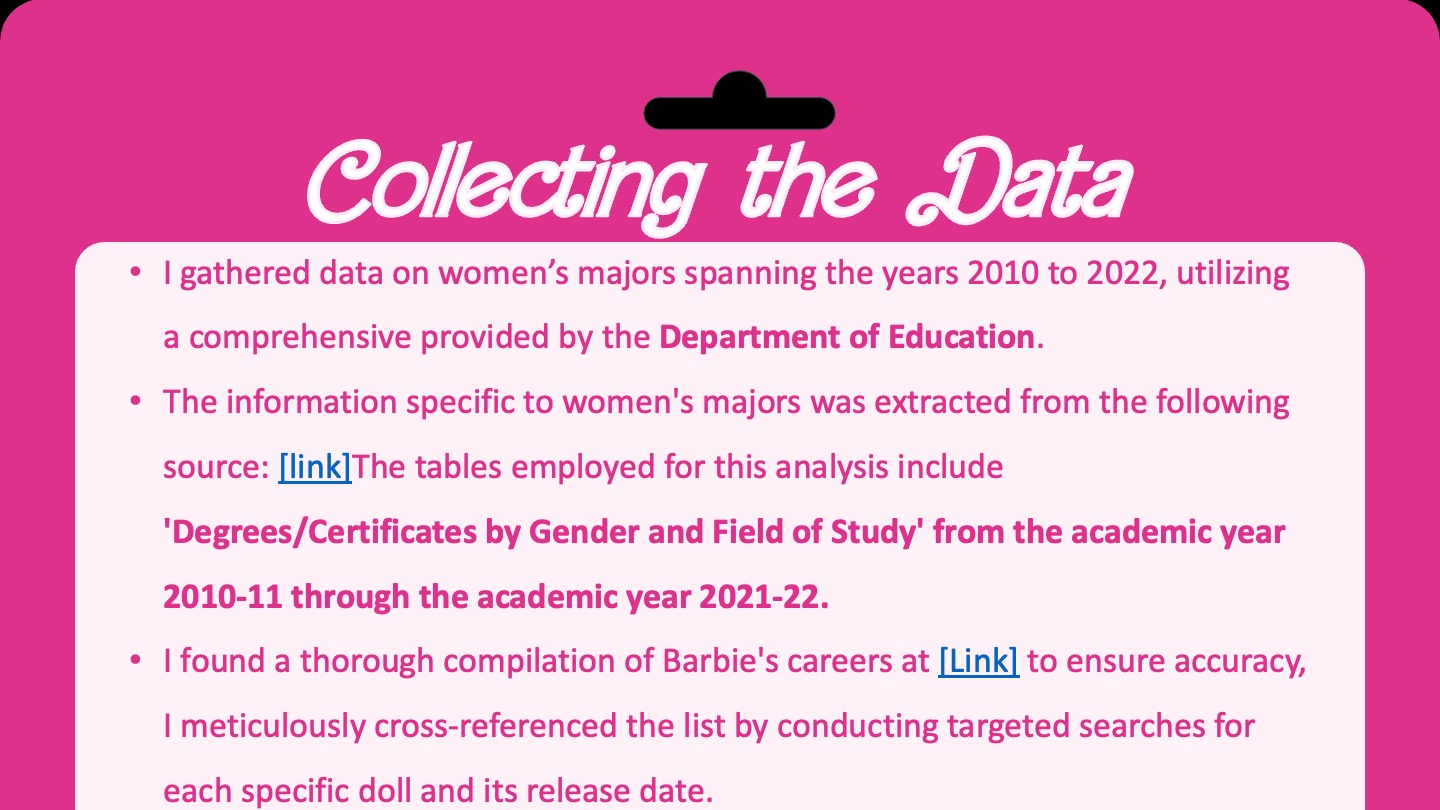 Collecting the Data
• I gathered data on women’s majors spanning the years 2010 to 2022, utilizing
a comprehensive provided by the Department of Education.
• The information specific to women's majors was extracted from the following
source: [link]The tables employed for this analysis include
'Degrees/Certificates by Gender and Field of Study' from the academic year
2010-11 through the academic year 2021-22.
• I found a thorough compilation of Barbie's careers at [Link] to ensure accuracy,
I meticulously cross-referenced the list by conducting targeted searches for
each specific doll and its release date.